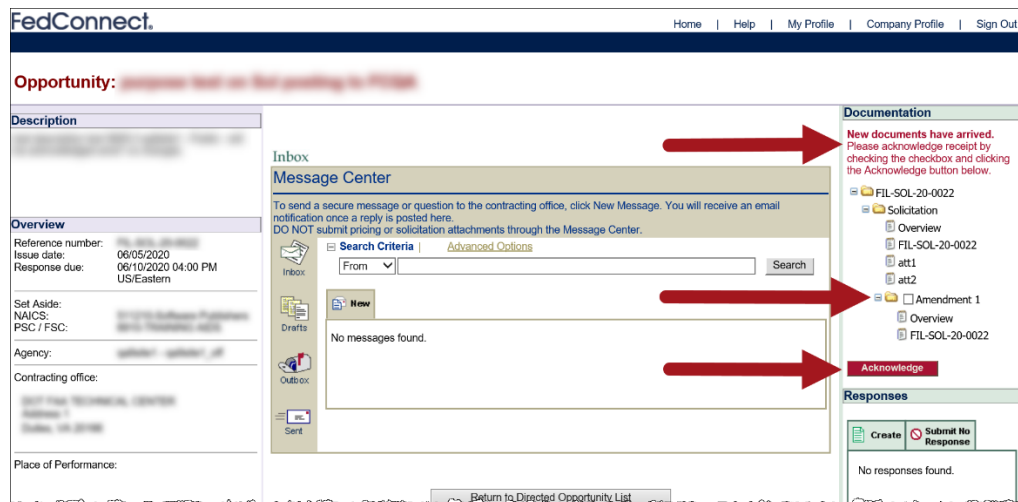 FedConnect.
Home | Help | My Profile | Company Profile | Sign Out
Opportunity:
Description
Overview
Reference number:
Issue date: 06/05/2020
Response due: 06/10/2020 04:00 PM
US/Eastern
Set Aside:
NAICS:
PSC / FSC:
Agency:
Contracting office:
Place of Performance:
Inbox
Message Center
To send a secure message or question to the contracting office, click New Message. You will receive an email
notification once a reply is posted here.
DO NOT submit pricing or solicitation attachments through the Message Center.
Search Criteria | Advanced Options
From
Search
Inbox
Drafts
Outbox
Sent
New
No messages found.
Return to Directed Opportunity List
Documentation
New documents have arrived.
Please acknowledge receipt by
checking the checkbox and clicking
the Acknowledge button below.
FIL-SOL-20-0022
Solicitation
Overview
FIL-SOL-20-0022
att1
att2
Amendment 1
Overview
FIL-SOL-20-0022
Acknowledge
Responses
Create
Submit No
Response
No responses found.